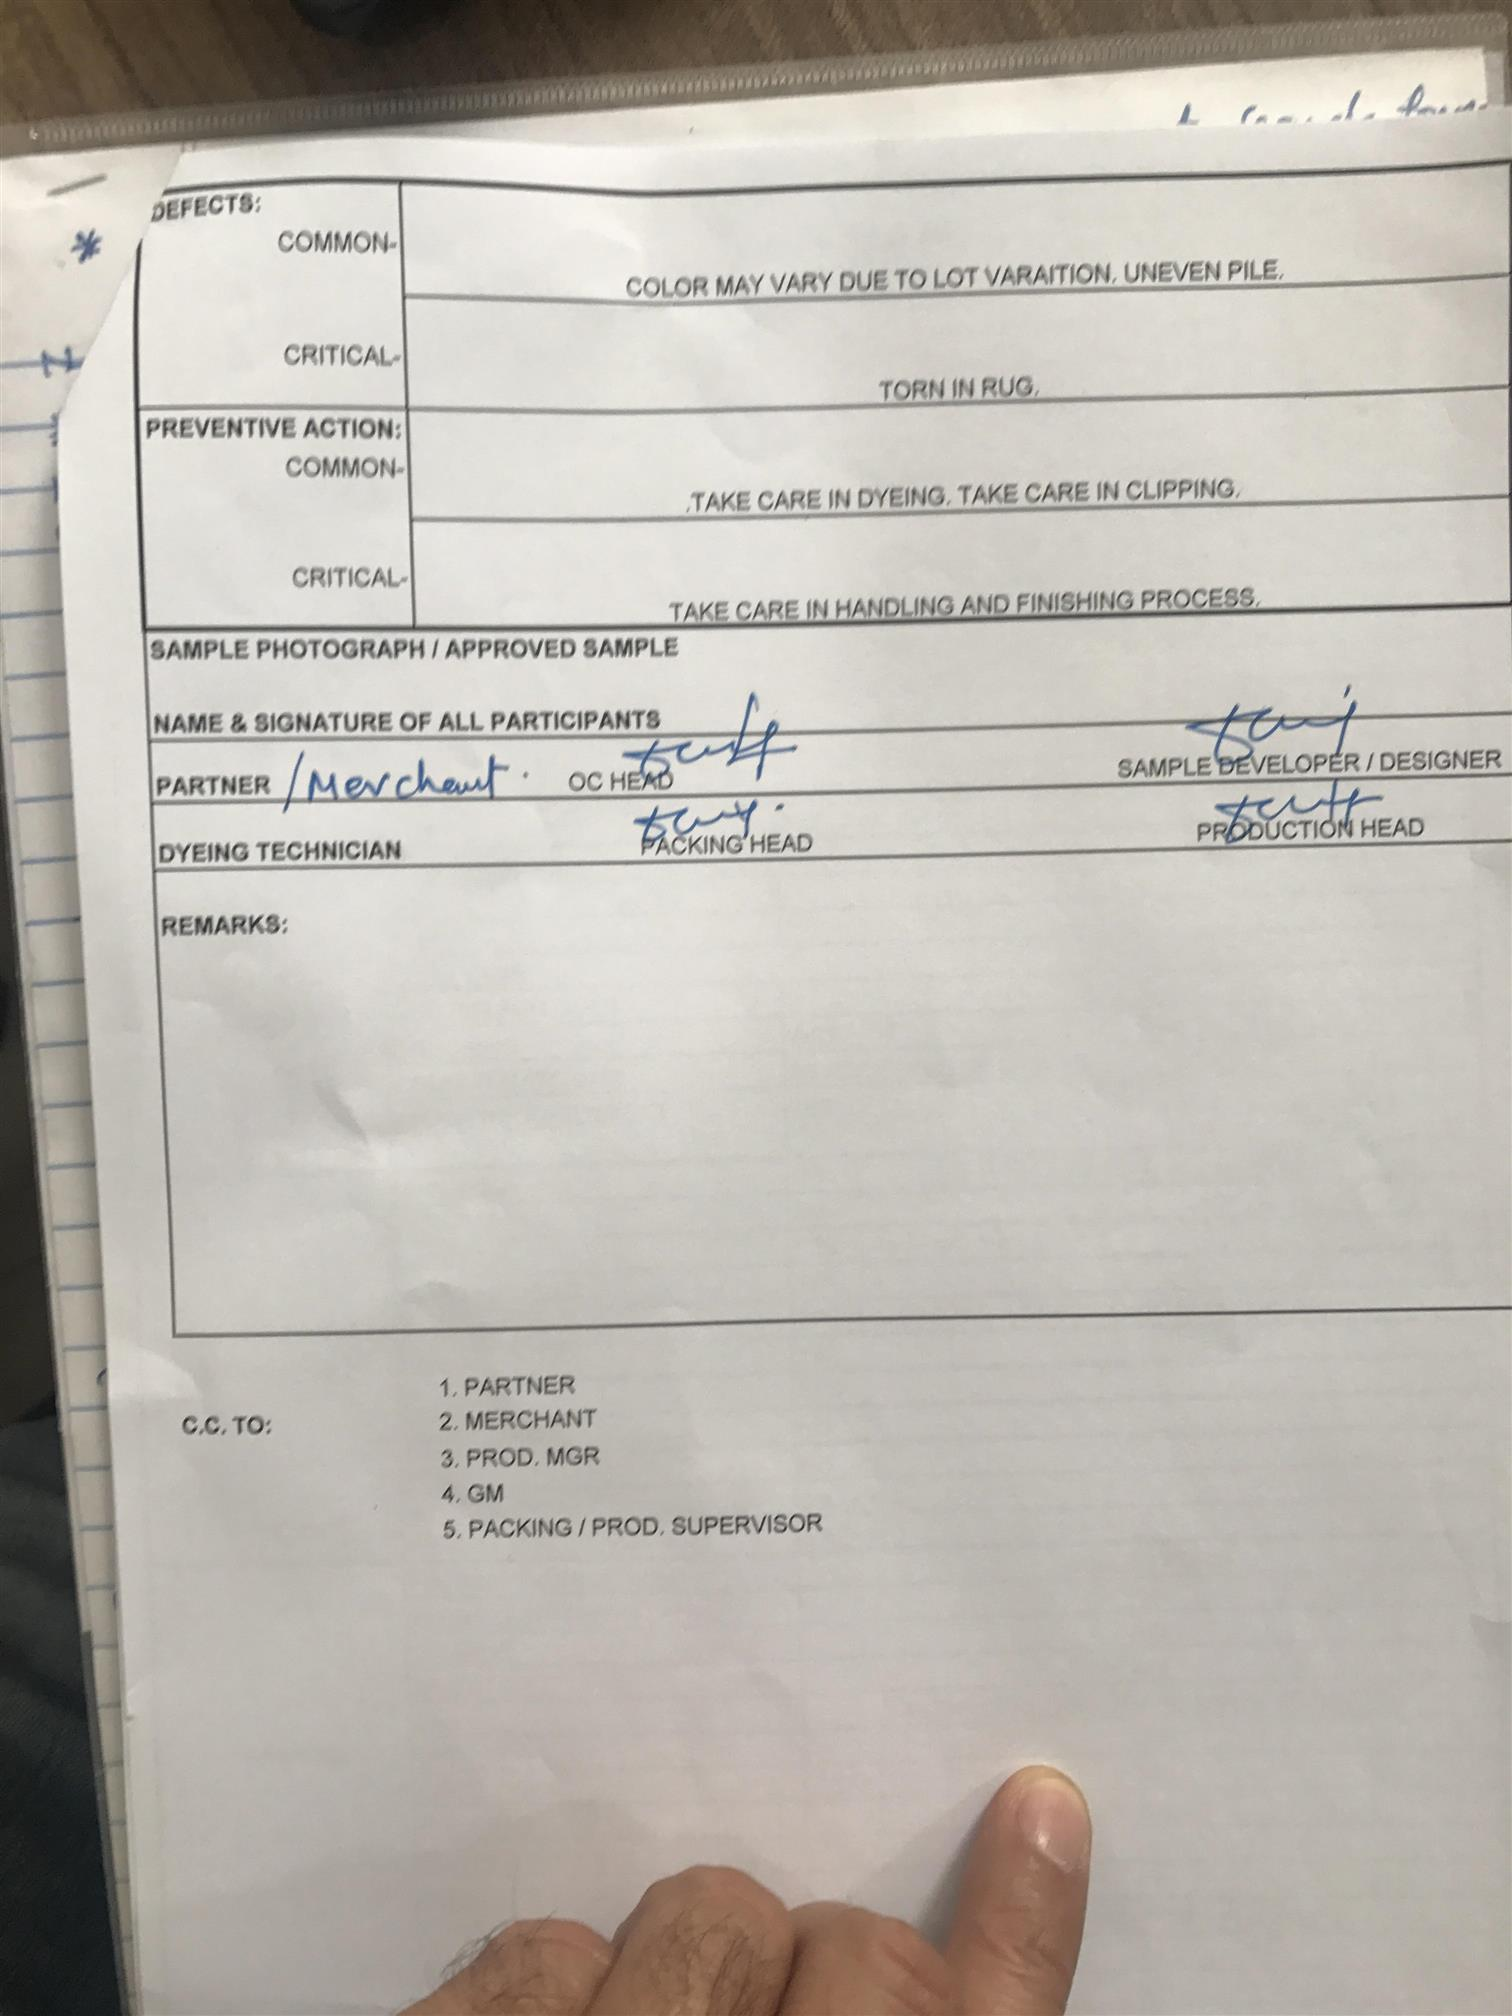 DEFECTS:
COMMON-
COLOR MAY VARY DUE TO LOT VARAITION. UNEVEN PILE.
CRITICAL-
TORN IN RUG.
PREVENTIVE ACTION:
COMMON-
.TAKE CARE IN DYEING. TAKE CARE IN CLIPPING.
CRITICAL-
TAKE CARE IN HANDLING AND FINISHING PROCESS.
SAMPLE PHOTOGRAPH / APPROVED SAMPLE
NAME & SIGNATURE OF ALL PARTICIPANTS
PARTNER /Merchant. OC HEAD SAMPLE DEVELOPER / DESIGNER
DYEING TECHNICIAN PACKING HEAD PRODUCTION HEAD
REMARKS:
C.C. TO:
1. PARTNER
2. MERCHANT
3. PROD. MGR
4. GM
5. PACKING / PROD. SUPERVISOR